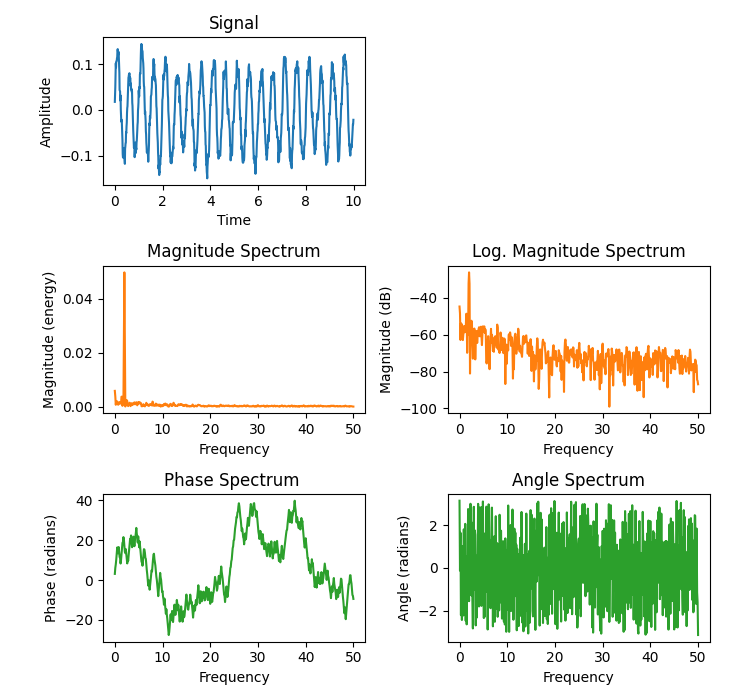 Signal
Amplitude
0.1
0.0
−0.1
0 2 4 6 8 10
Time
Magnitude Spectrum
Magnitude (energy)
0.04
0.02
0.00
0 10 20 30 40 50
Frequency
Log. Magnitude Spectrum
Magnitude (dB)
−40
−60
−80
−100
0 10 20 30 40 50
Frequency
Phase Spectrum
Phase (radians)
40
20
0
−20
0 10 20 30 40 50
Frequency
Angle Spectrum
Angle (radians)
2
0
−2
0 10 20 30 40 50
Frequency